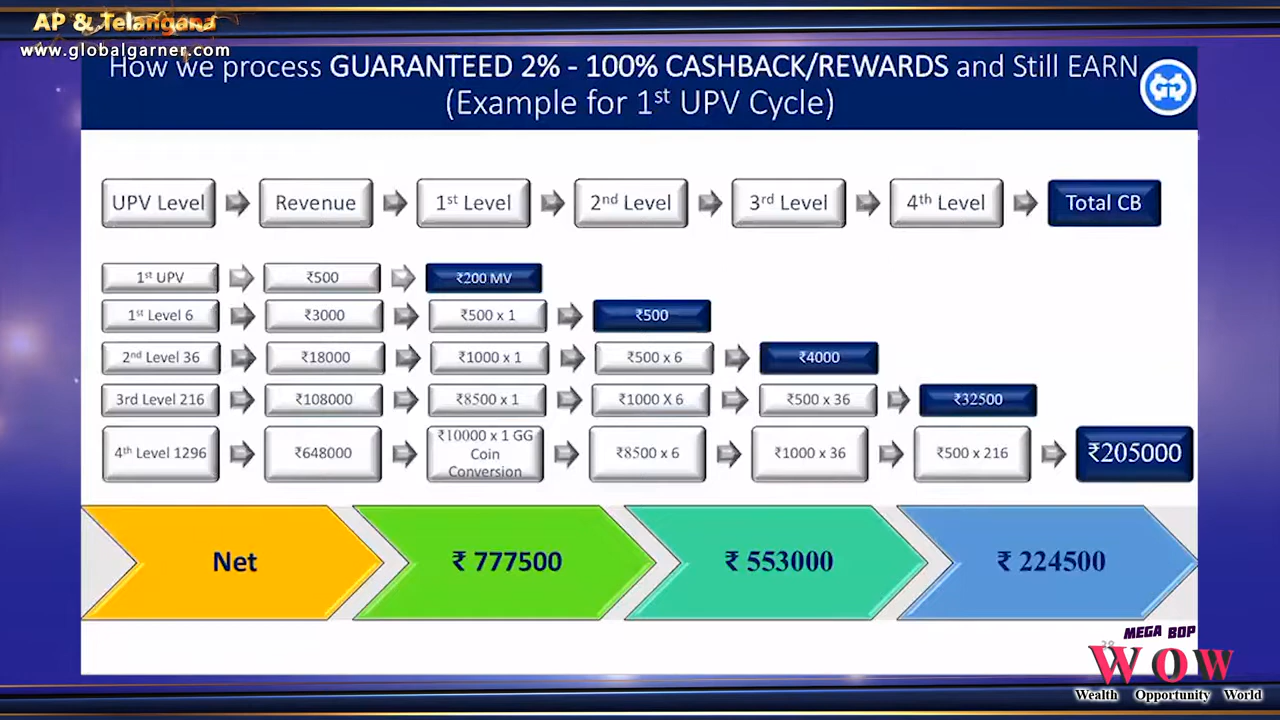 AP & Telangana
www.globalgarner.com
How we process GUARANTEED 2% - 100% CASHBACK/REWARDS and Still EARN
(Example for 1st UPV Cycle)
UPV Level Revenue 1st Level 2nd Level 3rd Level 4th Level Total CB
1st UPV ₹500 ₹200 MV
1st Level 6 ₹3000 ₹500 x 1 ₹500
2nd Level 36 ₹18000 ₹1000 x 1 ₹500 x 6 ₹4000
3rd Level 216 ₹108000 ₹8500 x 1 ₹1000 X 6 ₹500 x 36 ₹32500
4th Level 1296 ₹648000 ₹10000 x 1 GG Coin Conversion ₹8500 x 6 ₹1000 x 36 ₹500 x 216 ₹205000
Net ₹ 777500 ₹ 553000 ₹ 224500
MEGA BOP
WOW
Wealth Opportunity World